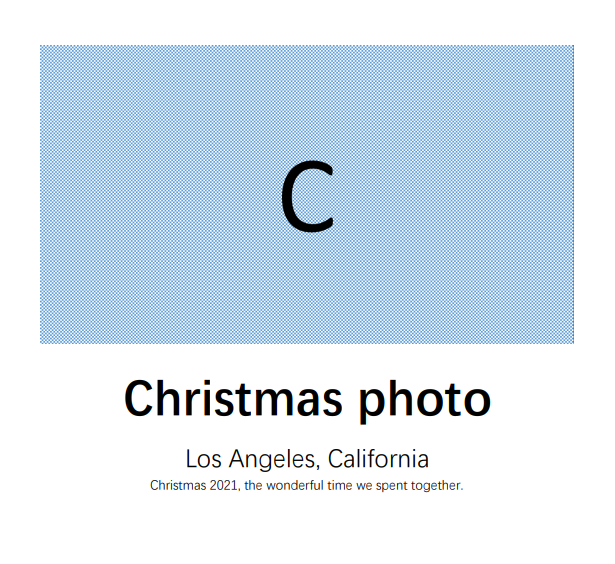 C
Christmas photo
Los Angeles, California
Christmas 2021, the wonderful time we spent together.